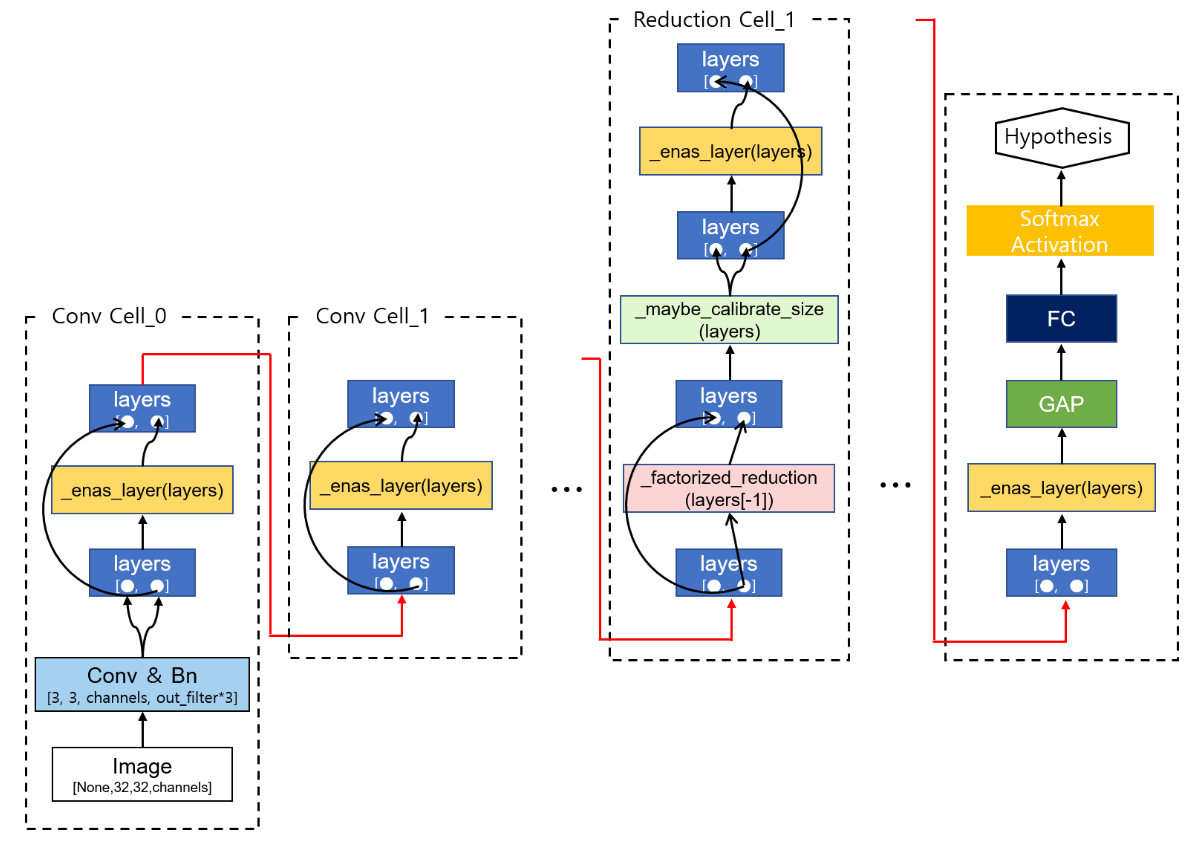 Conv Cell_0
layers
[ , ]
_enas_layer(layers)
layers
[ , ]
Conv & Bn
[3, 3, channels, out_filter*3]
Image
[None,32,32,channels]
Conv Cell_1
layers
[ , ]
_enas_layer(layers)
layers
[ , ]
...
Reduction Cell_1
layers
[ , ]
_enas_layer(layers)
layers
[ , ]
_maybe_calibrate_size
(layers)
layers
[ , ]
_factorized_reduction
(layers[-1])
layers
[ , ]
...
Hypothesis
Softmax
Activation
FC
GAP
_enas_layer(layers)
layers
[ , ]